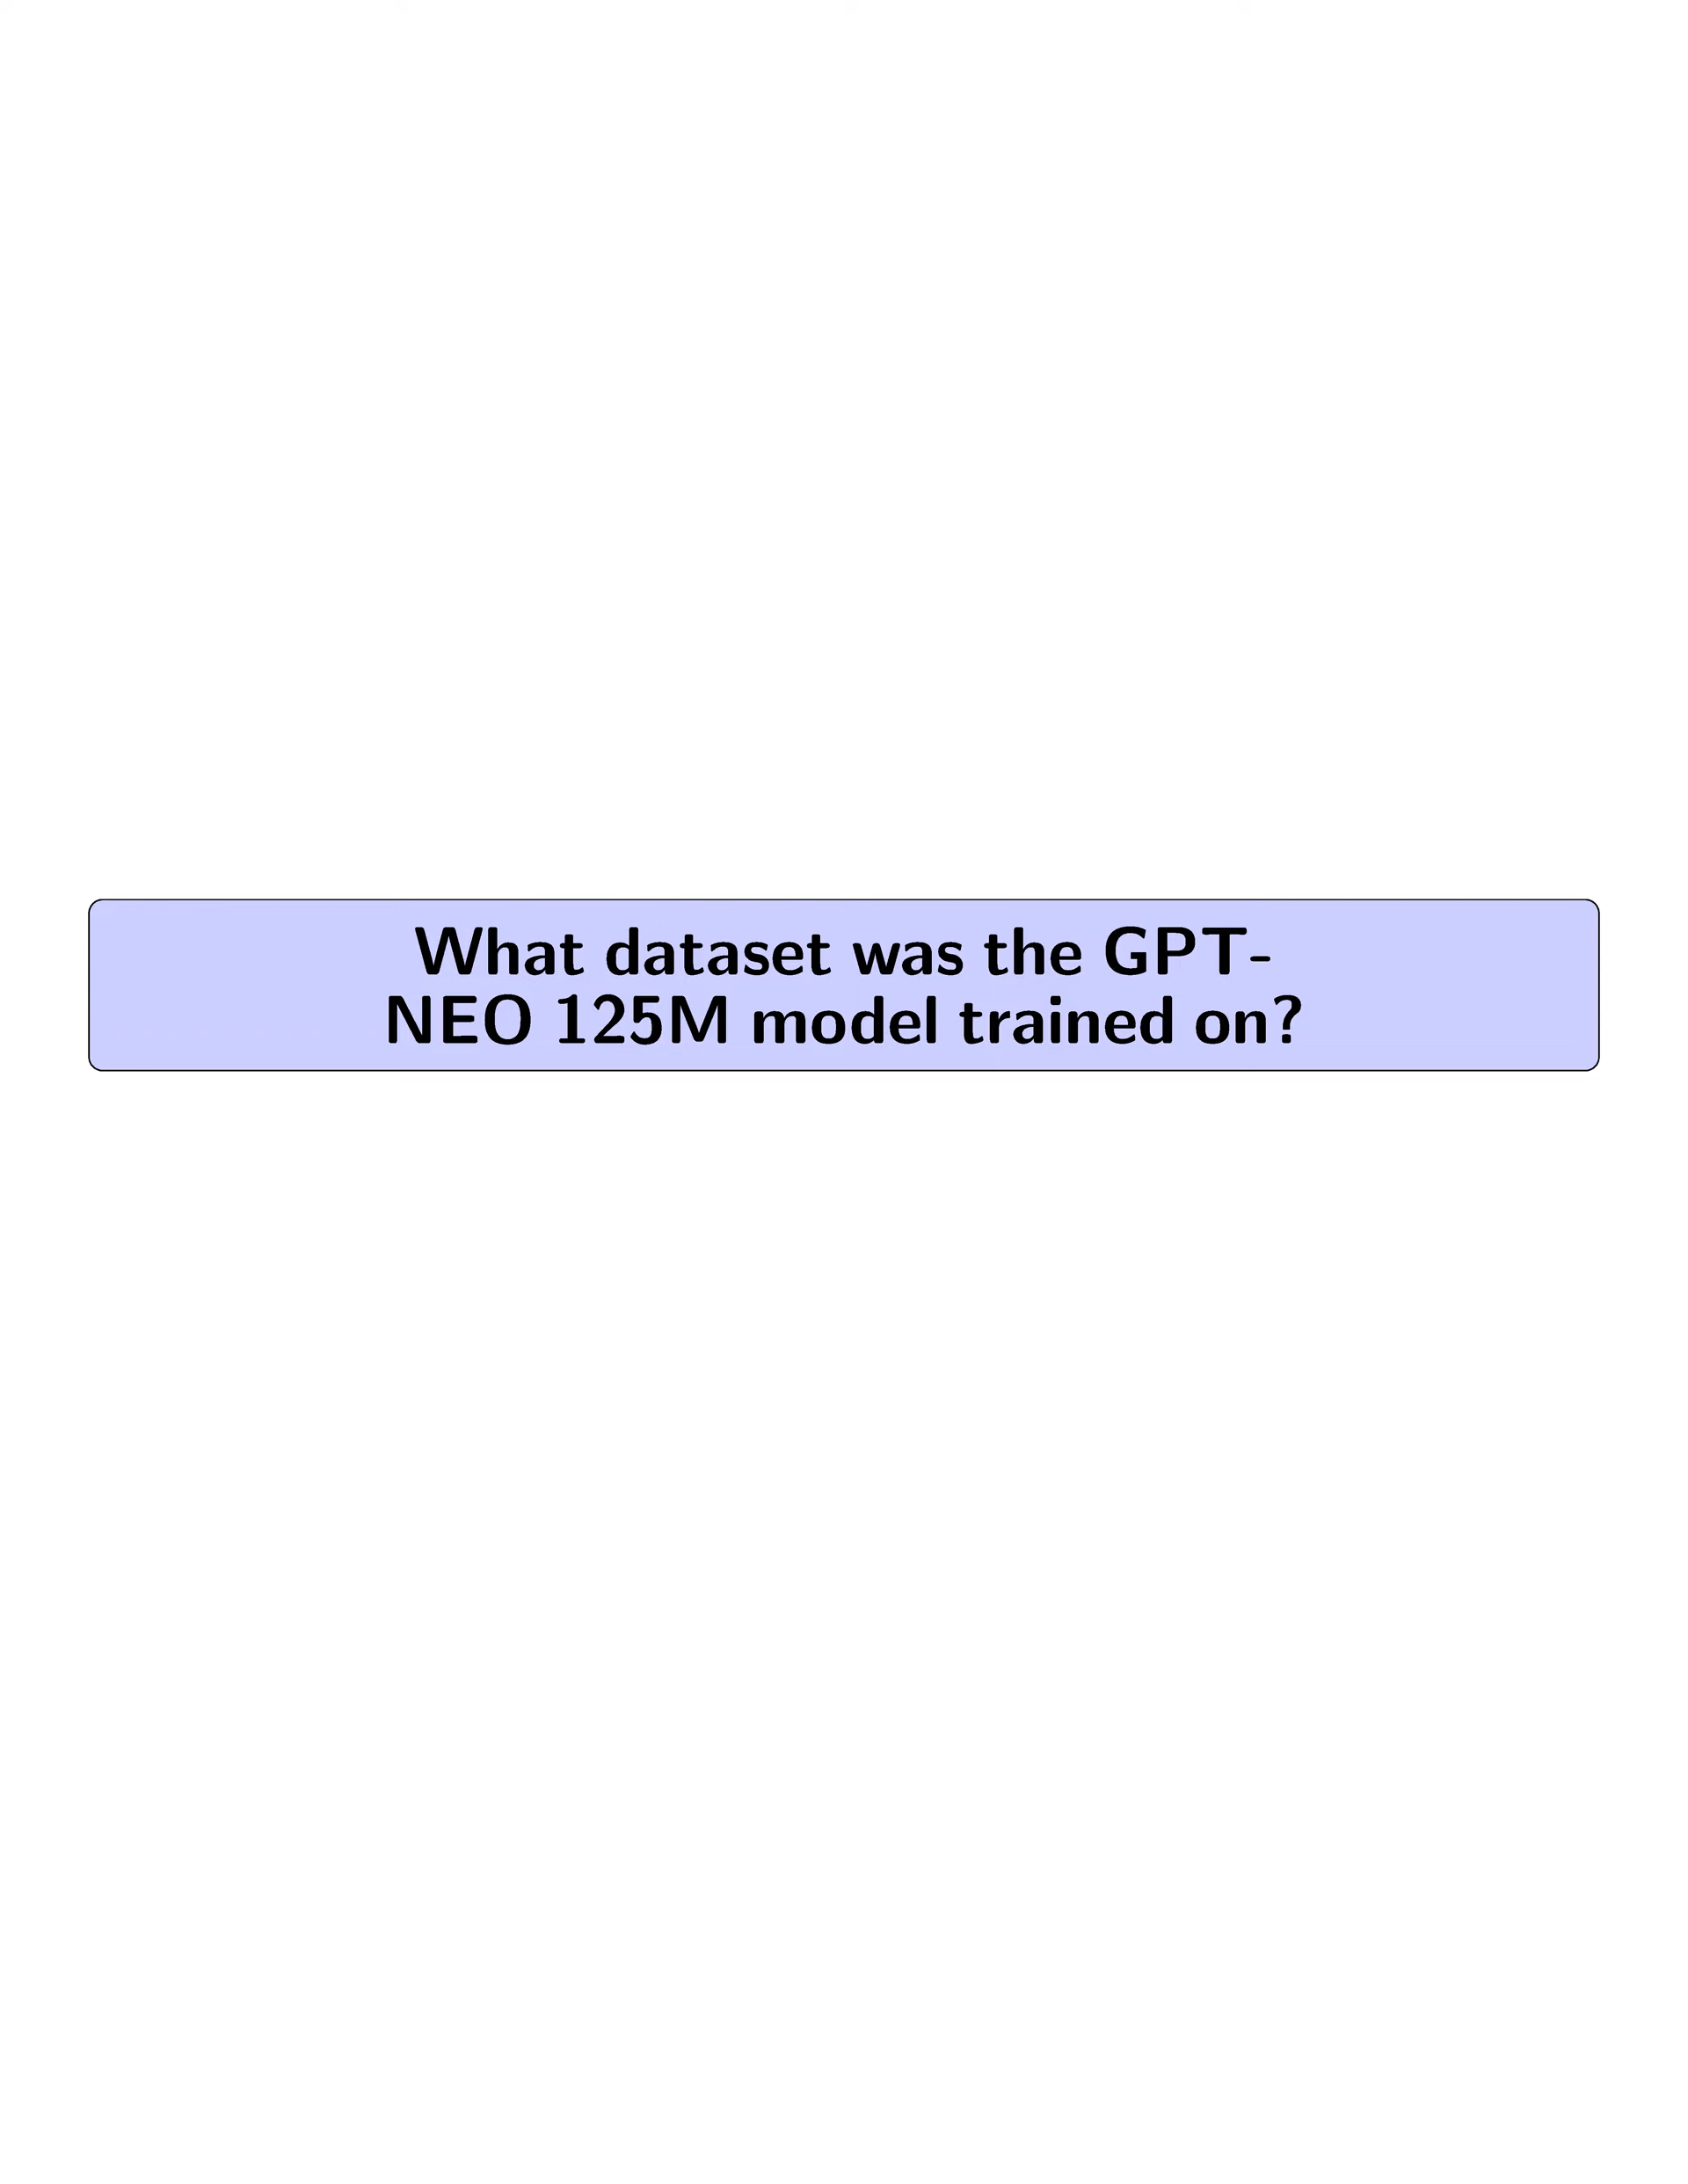 What dataset was the GPT-
NEO 125M model trained on?